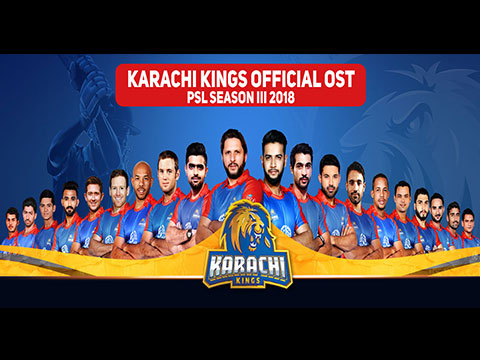 KARACHI KINGS OFFICIAL OST
PSL SEASON III 2018
KARACHI
KINGS